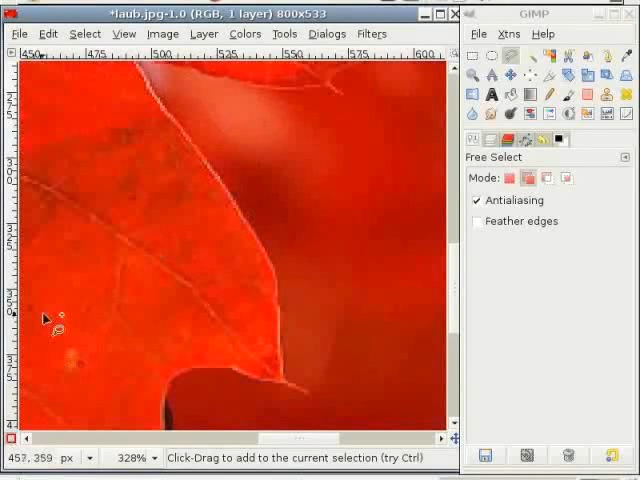 *laub.jpg-1.0 (RGB, 1 layer) 800x533
File Edit Select View Image Layer Colors Tools Dialogs Filters
450 475 500 525 550 575 600
457, 359 px 328% Click-Drag to add to the current selection (try Ctrl)
GIMP
File Xtns Help
Free Select
Mode:
Antialiasing
Feather edges